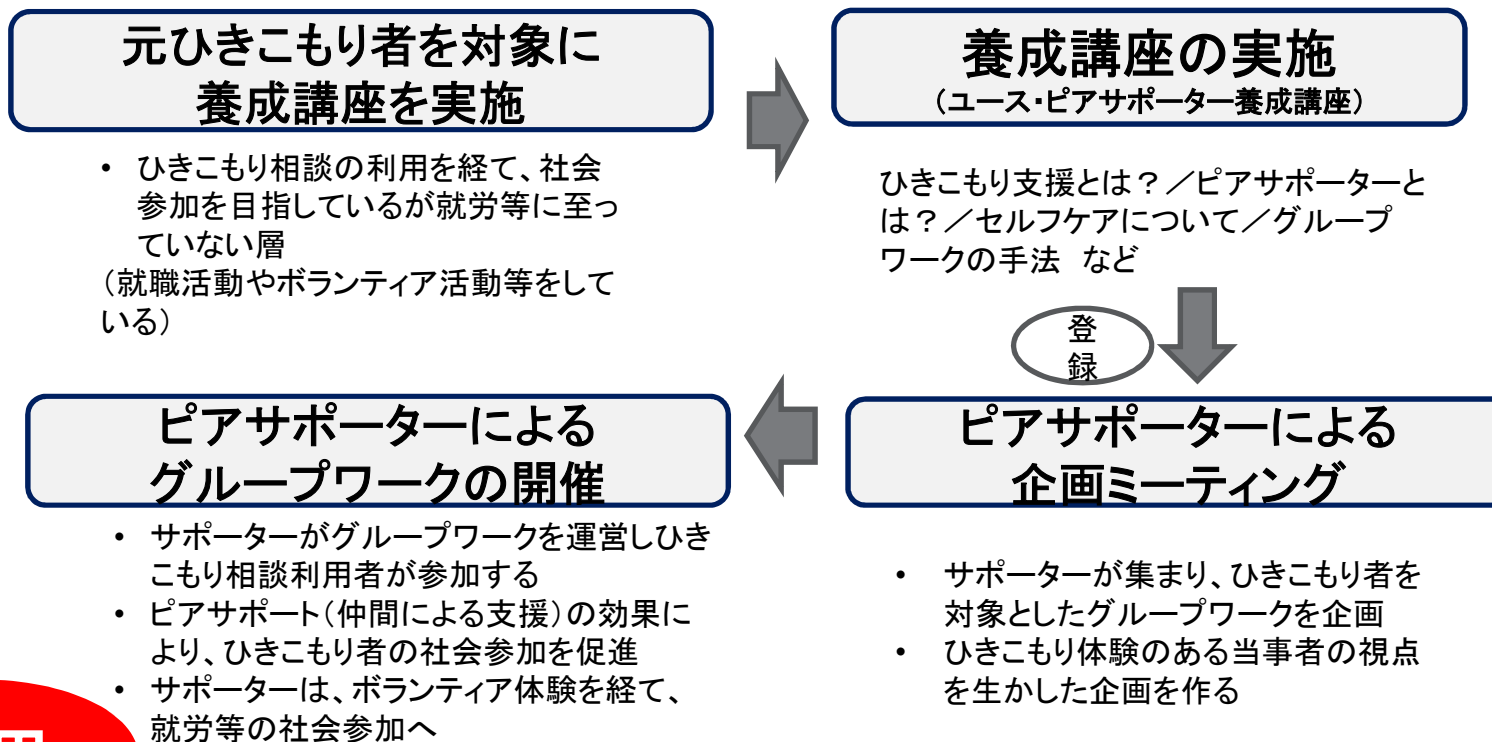 元ひきこもり者を対象に
養成講座を実施
• ひきこもり相談の利用を経て、社会
参加を目指しているが就労等に至っ
ていない層
（就職活動やボランティア活動等をして
いる）
養成講座の実施
（ユース・ピアサポーター養成講座）
ひきこもり支援とは？／ピアサポーターと
は？／セルフケアについて／グループ
ワークの手法　など
登
録
ピアサポーターによる
企画ミーティング
• サポーターが集まり、ひきこもり者を
対象としたグループワークを企画
• ひきこもり体験のある当事者の視点
を生かした企画を作る
ピアサポーターによる
グループワークの開催
• サポーターがグループワークを運営しひき
こもり相談利用者が参加する
• ピアサポート（仲間による支援）の効果に
より、ひきこもり者の社会参加を促進
• サポーターは、ボランティア体験を経て、
就労等の社会参加へ